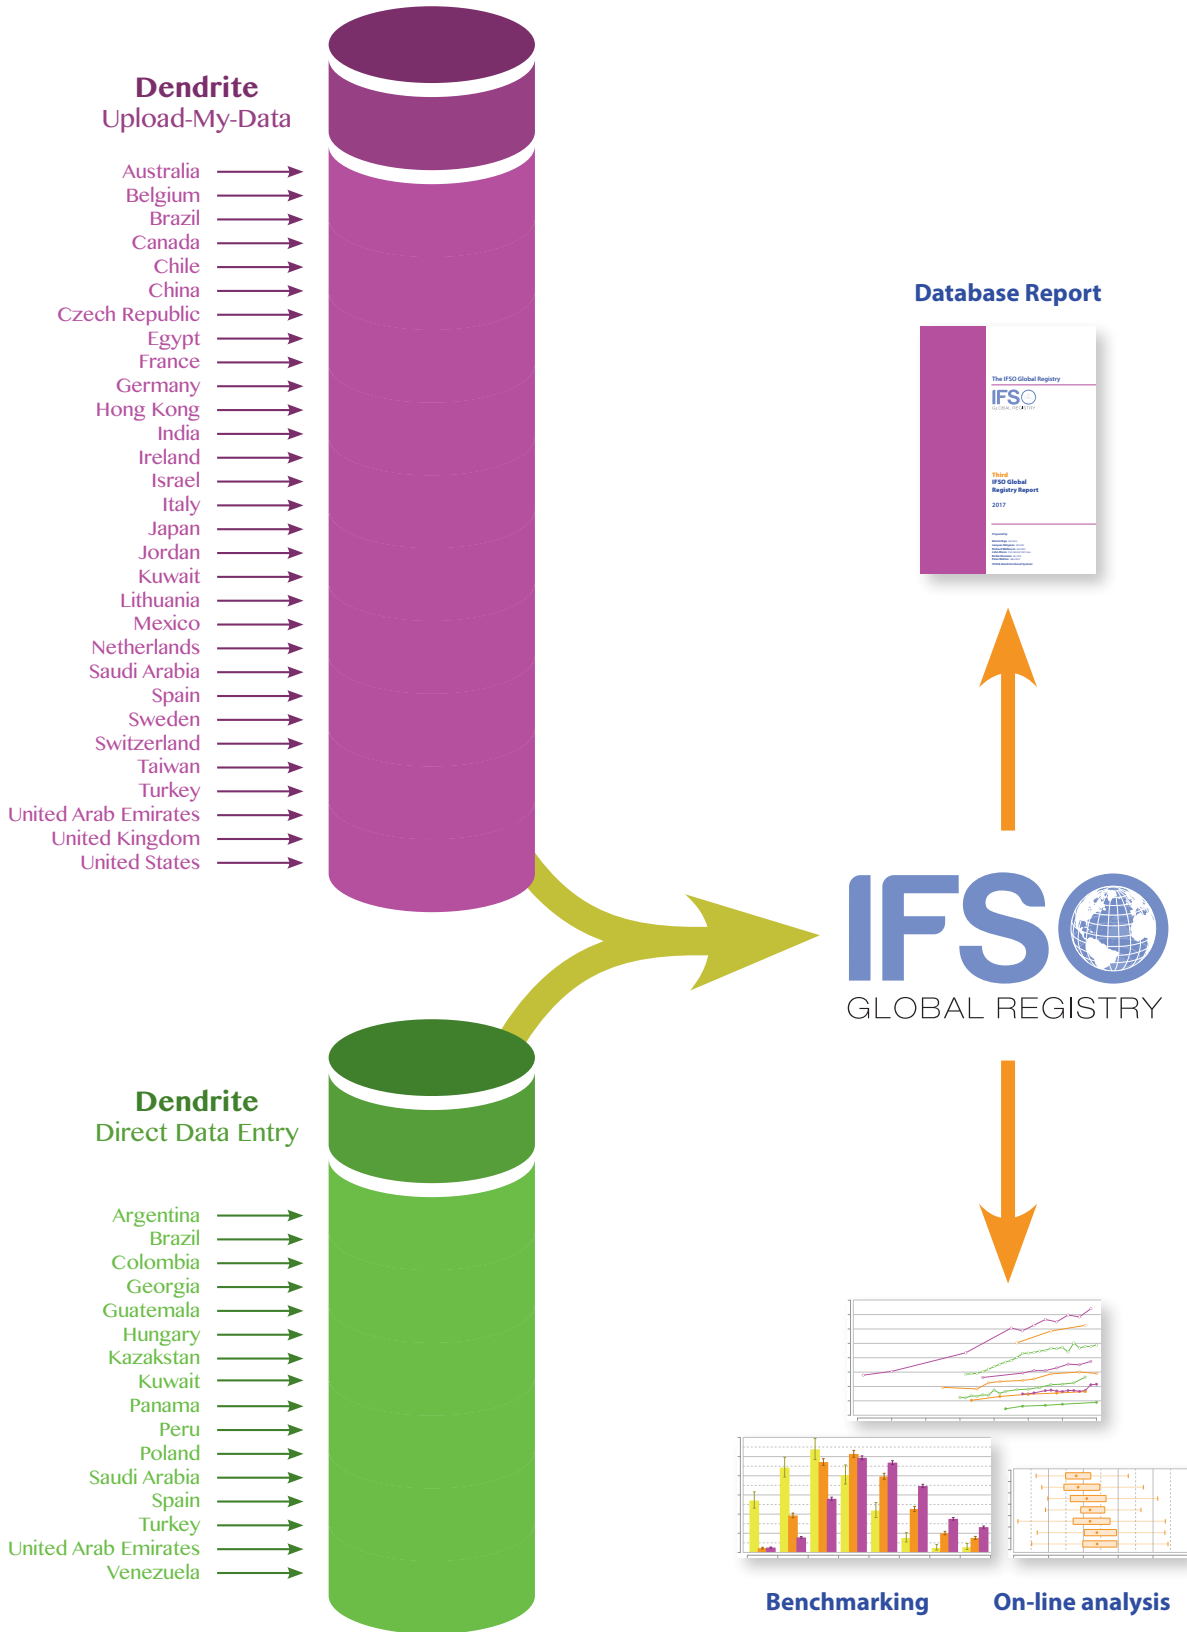 Dendrite
Upload-My-Data
Australia
Belgium
Brazil
Canada
Chile
China
Czech Republic
Egypt
France
Germany
Hong Kong
India
Ireland
Israel
Italy
Japan
Jordan
Kuwait
Lithuania
Mexico
Netherlands
Saudi Arabia
Spain
Sweden
Switzerland
Taiwan
Turkey
United Arab Emirates
United Kingdom
United States
Dendrite
Direct Data Entry
Argentina
Brazil
Colombia
Georgia
Guatemala
Hungary
Kazakstan
Kuwait
Panama
Peru
Poland
Saudi Arabia
Spain
Turkey
United Arab Emirates
Venezuela
Database Report
The IFSO Global Registry
IFSO
GLOBAL REGISTRY
Third
IFSO Global
Registry Report
2017
Prepared by
IFSO
GLOBAL REGISTRY
Benchmarking
On-line analysis